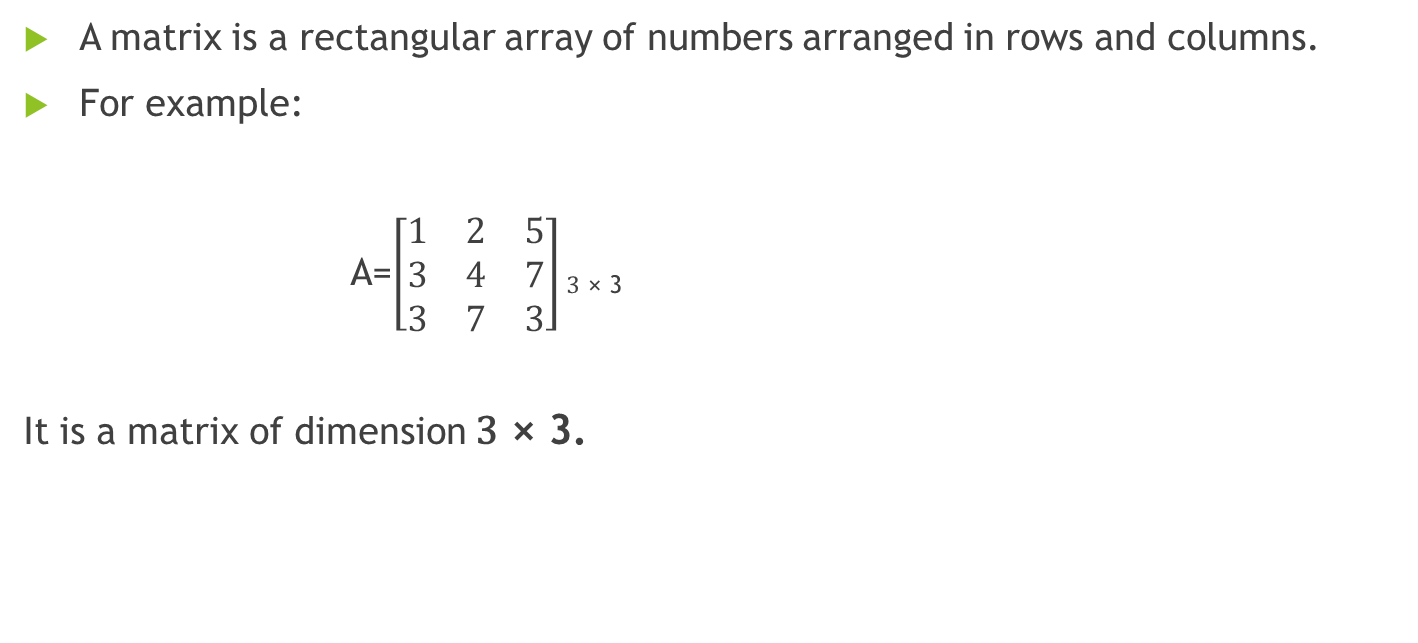 ▶ A matrix is a rectangular array of numbers arranged in rows and columns.
▶ For example:
A=[1 2 5
3 4 7
3 7 3] 3 × 3
It is a matrix of dimension 3 × 3.